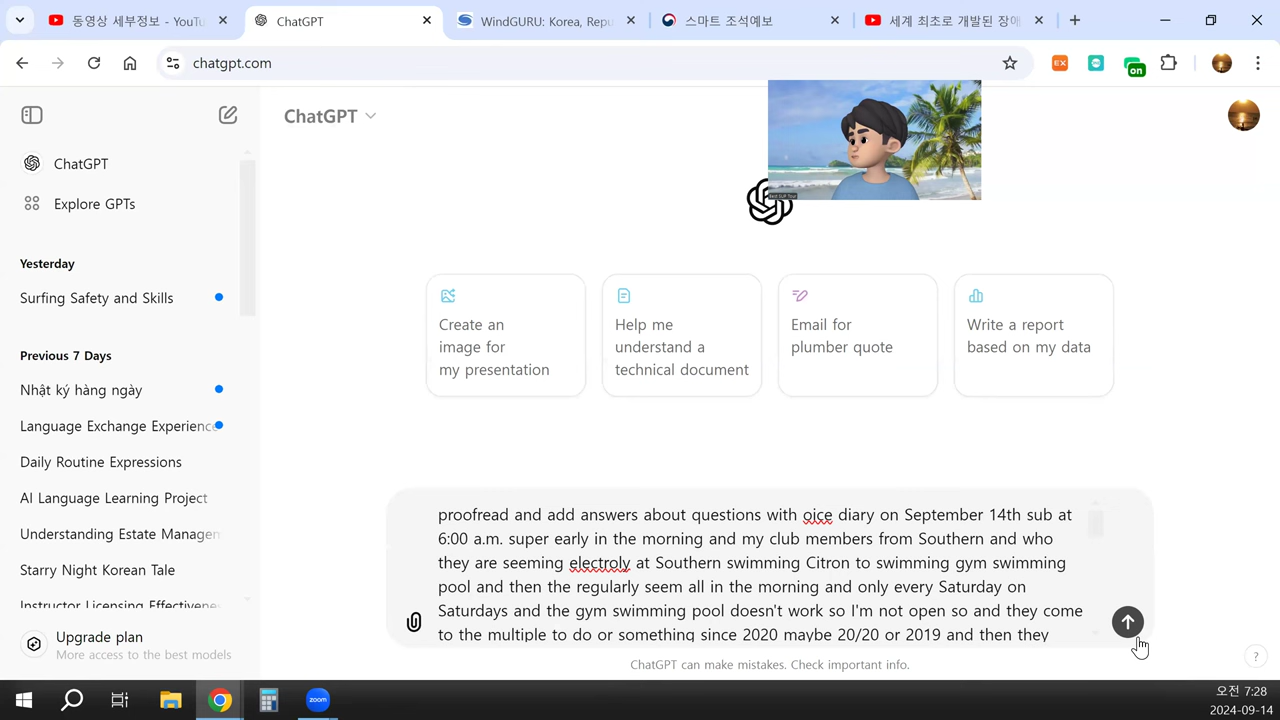 동영상 세부정보 - YouTu
ChatGPT
WindGURU: Korea, Repu
스마트 조석예보
세계 최초로 개발된 장애
chatgpt.com
EX
on
ChatGPT
ChatGPT
Explore GPTs
Yesterday
Surfing Safety and Skills
Previous 7 Days
Nhật ký hàng ngày
Language Exchange Experience
Daily Routine Expressions
AI Language Learning Project
Understanding Estate Managem
Starry Night Korean Tale
Instructor Licensing Effectivenes
Upgrade plan
More access to the best models
Create an
image for
my presentation
Help me
understand a
technical document
Email for
plumber quote
Write a report
based on my data
proofread and add answers about questions with oice diary on September 14th sub at
6:00 a.m. super early in the morning and my club members from Southern and who
they are seeming electroly at Southern swimming Citron to swimming gym swimming
pool and then the regularly seem all in the morning and only every Saturday on
Saturdays and the gym swimming pool doesn't work so I'm not open so and they come
to the multiple to do or something since 2020 maybe 20/20 or 2019 and then they
ChatGPT can make mistakes. Check important info.
?
zoom
오전 7:28
2024-09-14